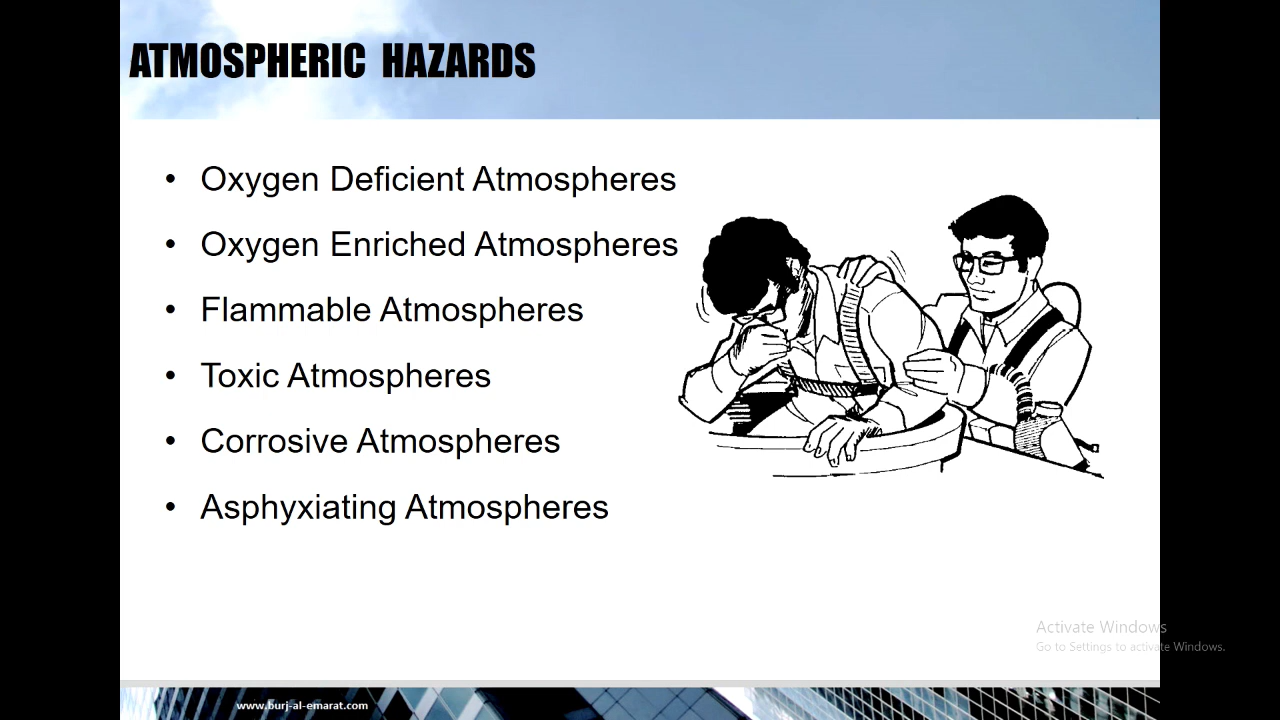 ATMOSPHERIC HAZARDS
• Oxygen Deficient Atmospheres
• Oxygen Enriched Atmospheres
• Flammable Atmospheres
• Toxic Atmospheres
• Corrosive Atmospheres
• Asphyxiating Atmospheres
Activate Windows
Go to Settings to activate Windows.
www.burj-al-emarat.com